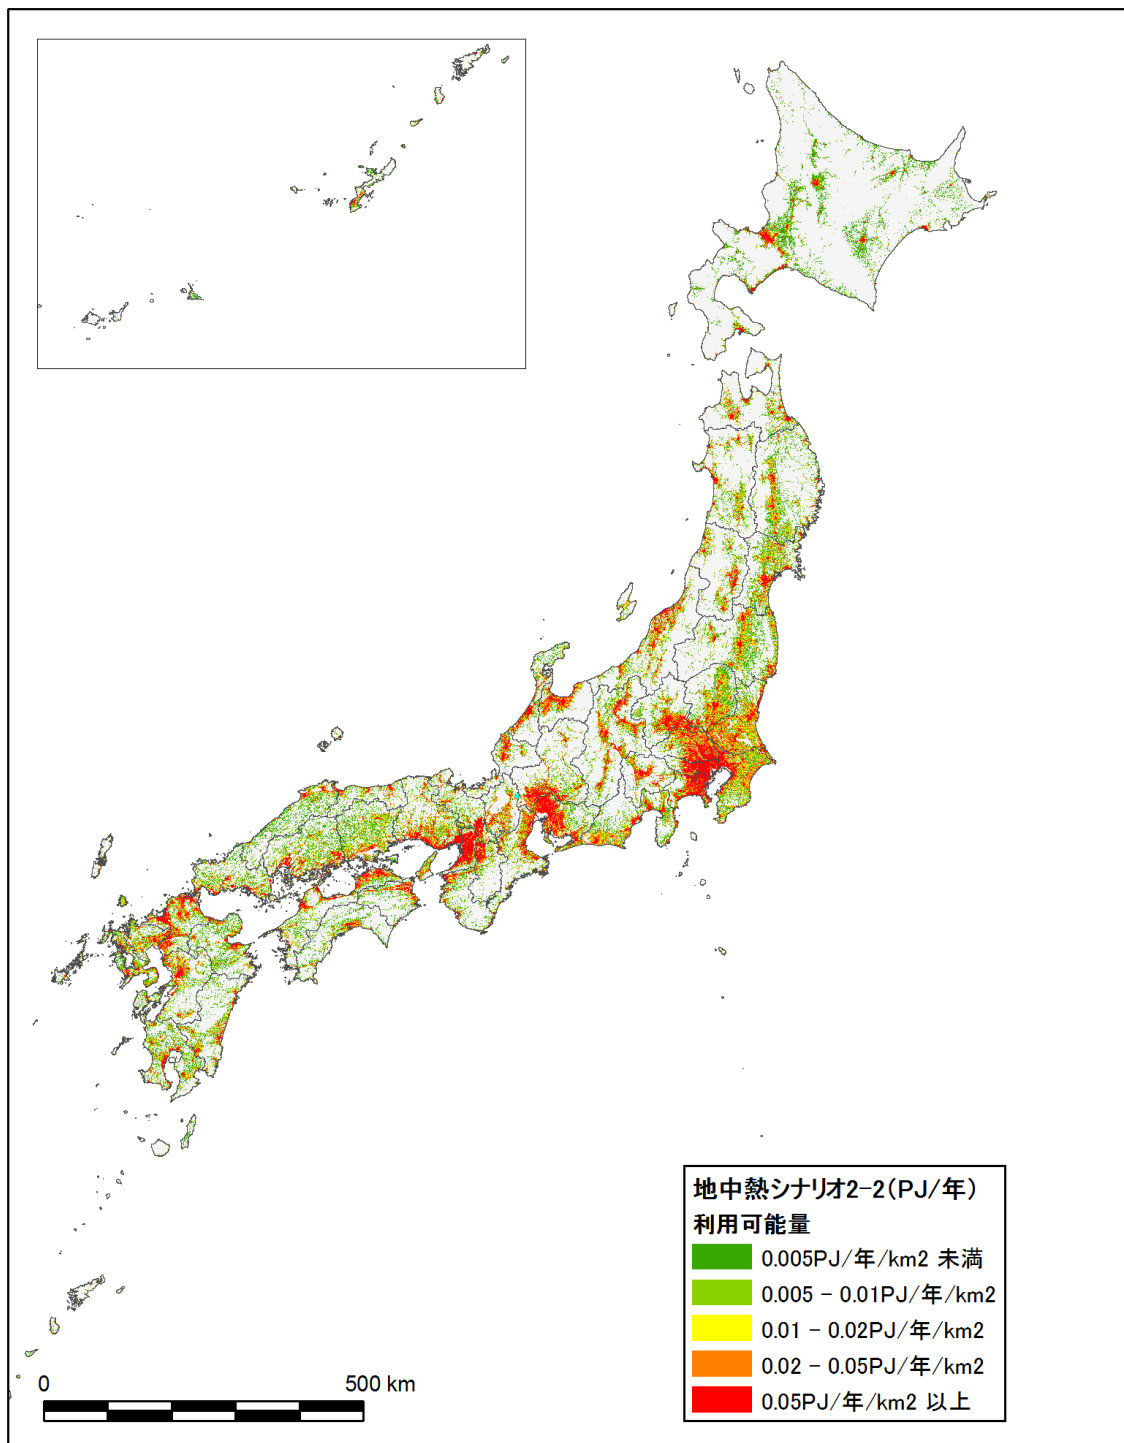 地中熱シナリオ2-2(PJ/年)
利用可能量
0.005PJ/年/km2 未満
0.005 - 0.01PJ/年/km2
0.01 - 0.02PJ/年/km2
0.02 - 0.05PJ/年/km2
0.05PJ/年/km2 以上
0 500 km